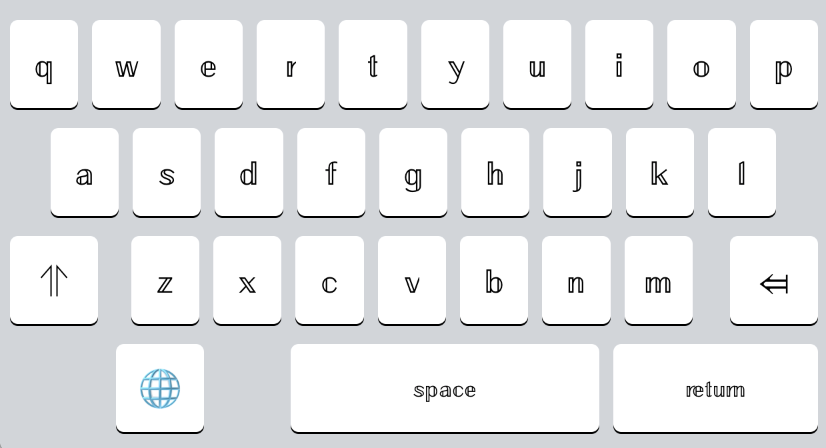 q w e r t y u i o p
a s d f g h j k l
⇑ z x c v b n m ⇐
space return